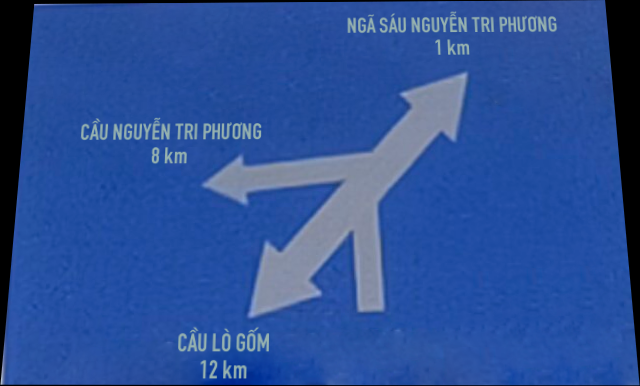 NGÃ SÁU NGUYỄN TRI PHƯƠNG
1 km
CẦU NGUYỄN TRI PHƯƠNG
8 km
CẦU LÒ GỐM
12 km